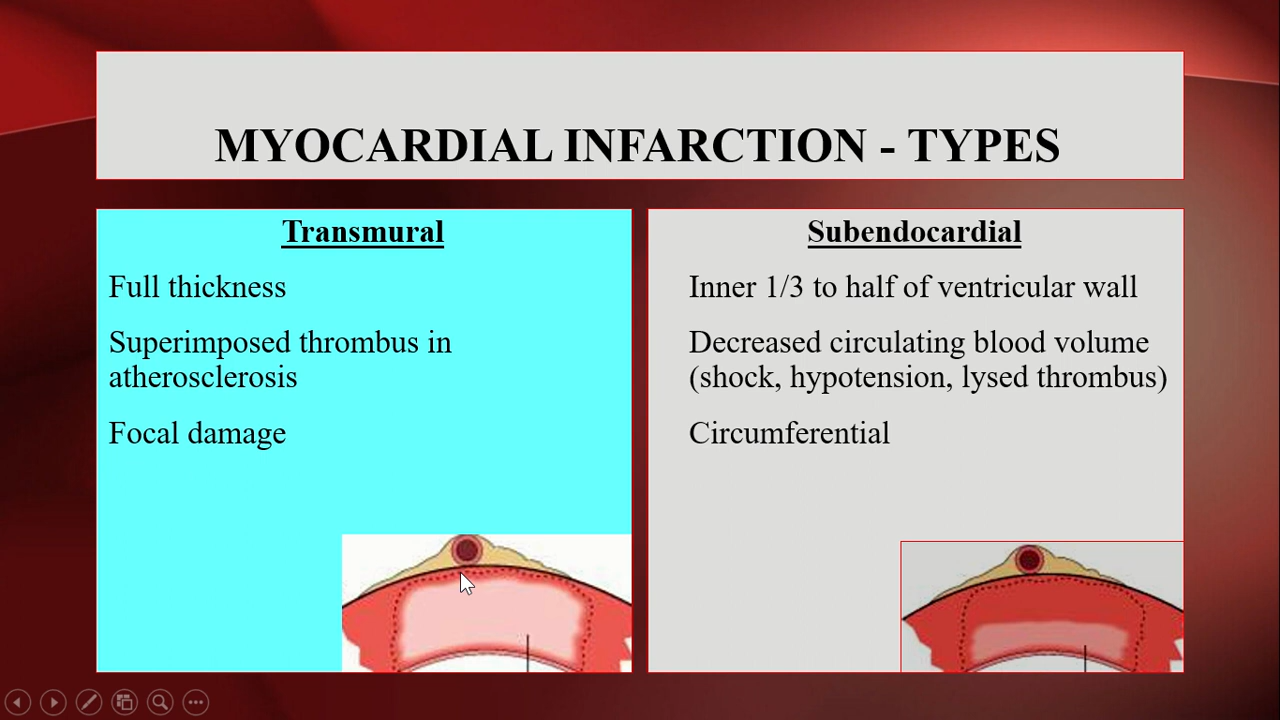 MYOCARDIAL INFARCTION - TYPES
Transmural
Full thickness
Superimposed thrombus in
atherosclerosis
Focal damage
Subendocardial
Inner 1/3 to half of ventricular wall
Decreased circulating blood volume
(shock, hypotension, lysed thrombus)
Circumferential